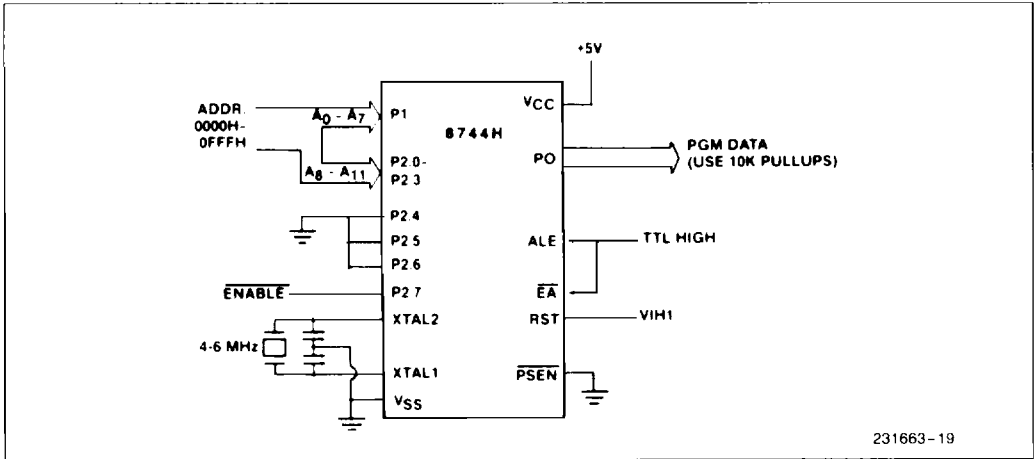 +5V
ADDR.
0000H-
0FFFH
A0 - A7
P1
8744H
VCC
PO
PGM DATA
(USE 10K PULLUPS)
A8 - A11
P2.0-
P2.3
P2.4
P2.5
P2.6
ALE
TTL HIGH
EA
ENABLE
P2.7
RST
VIH1
XTAL2
4-6 MHz
XTAL1
PSEN
VSS
231663-19